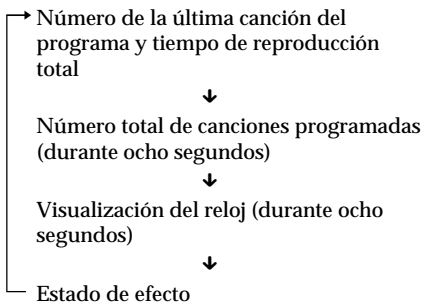 Número de la última canción del
programa y tiempo de reproducción
total
Número total de canciones programadas
(durante ocho segundos)
Visualización del reloj (durante ocho
segundos)
Estado de efecto